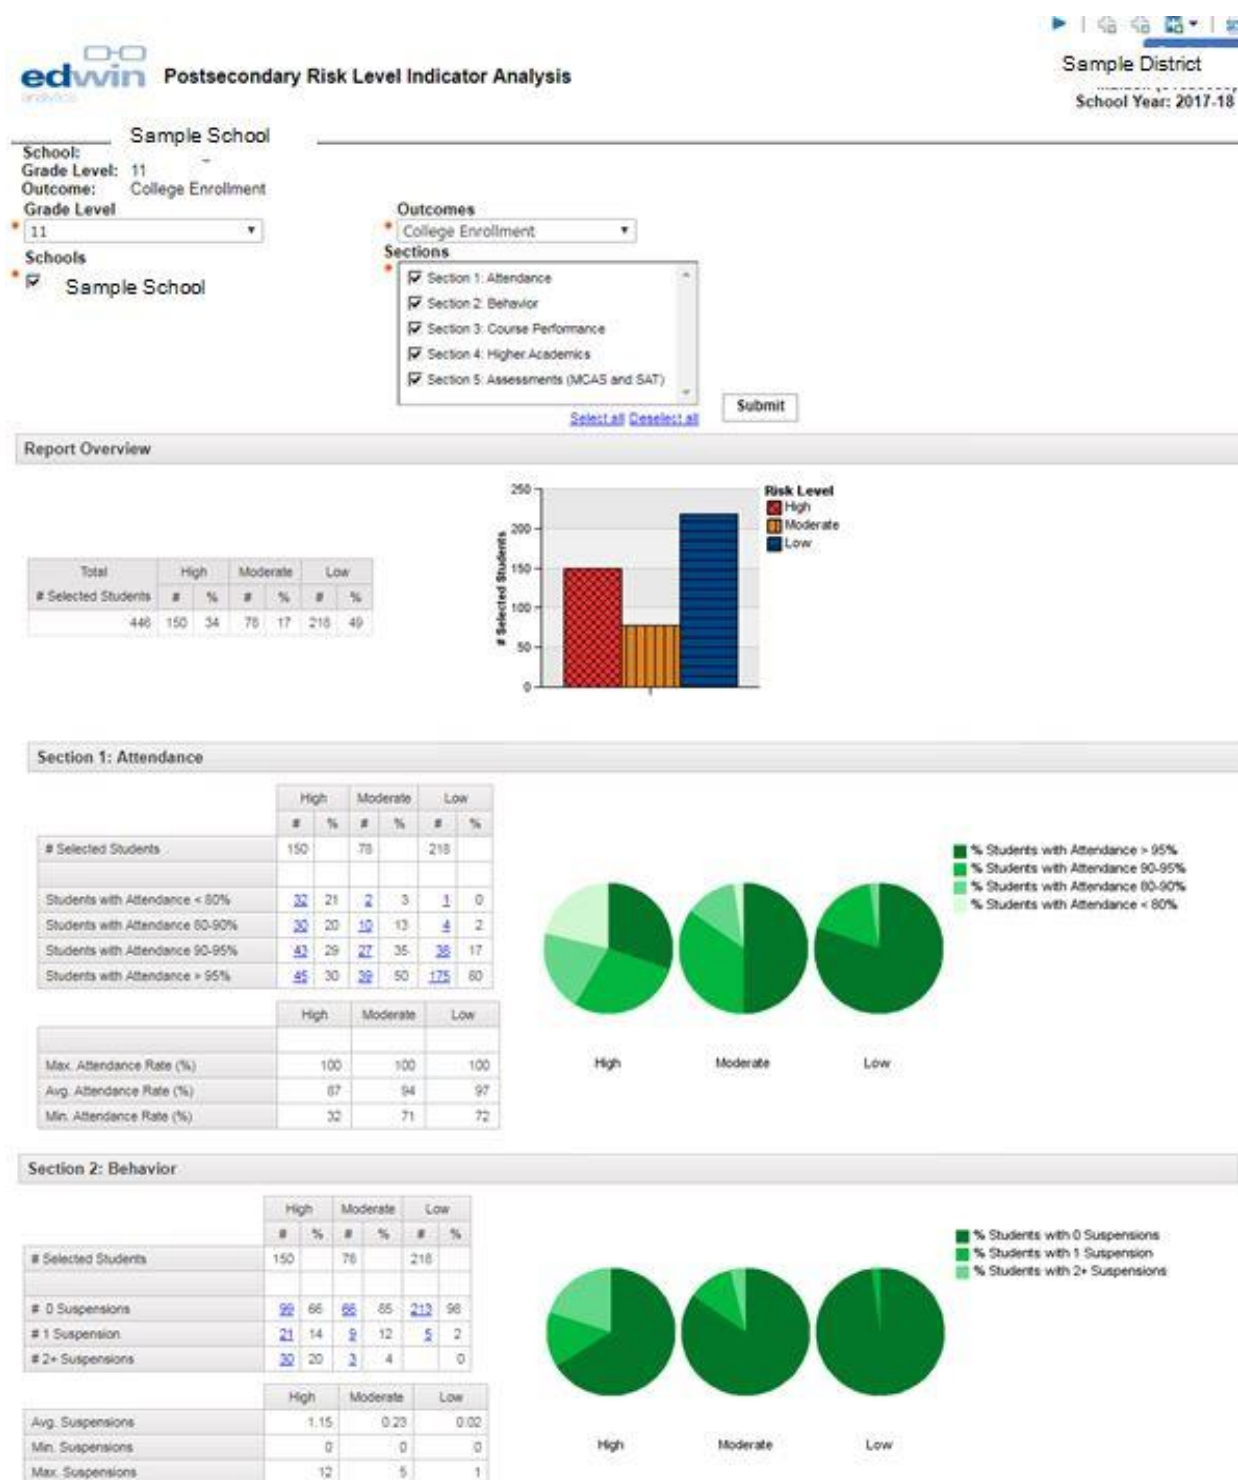 edwin
analytics
Postsecondary Risk Level Indicator Analysis
Sample District
School Year: 2017-18
Sample School
School:
Grade Level: 11
Outcome: College Enrollment
Grade Level
11
Outcomes
College Enrollment
Schools
Sample School
Sections
Section 1: Attendance
Section 2: Behavior
Section 3: Course Performance
Section 4: Higher Academics
Section 5: Assessments (MCAS and SAT)
Select all Deselect all
Submit
Report Overview
Total High Moderate Low
# Selected Students # % # % # %
446 150 34 78 17 218 49
# Selected Students
250
200
150
100
50
0
Risk Level
High
Moderate
Low
Section 1: Attendance
High Moderate Low
# % # % # %
# Selected Students 150 78 218
Students with Attendance < 80% 32 21 2 3 1 0
Students with Attendance 80-90% 30 20 10 13 4 2
Students with Attendance 90-95% 43 29 27 35 38 17
Students with Attendance > 95% 45 30 39 50 175 80
High Moderate Low
Max. Attendance Rate (%) 100 100 100
Avg. Attendance Rate (%) 87 94 97
Min. Attendance Rate (%) 32 71 72
% Students with Attendance > 95%
% Students with Attendance 90-95%
% Students with Attendance 80-90%
% Students with Attendance < 80%
High Moderate Low
Section 2: Behavior
High Moderate Low
# % # % # %
# Selected Students 150 78 218
# 0 Suspensions 99 66 66 85 213 98
# 1 Suspension 21 14 9 12 5 2
# 2+ Suspensions 30 20 3 4 0
High Moderate Low
Avg. Suspensions 1.15 0.23 0.02
Min. Suspensions 0 0 0
Max. Suspensions 12 5 1
% Students with 0 Suspensions
% Students with 1 Suspension
% Students with 2+ Suspensions
High Moderate Low